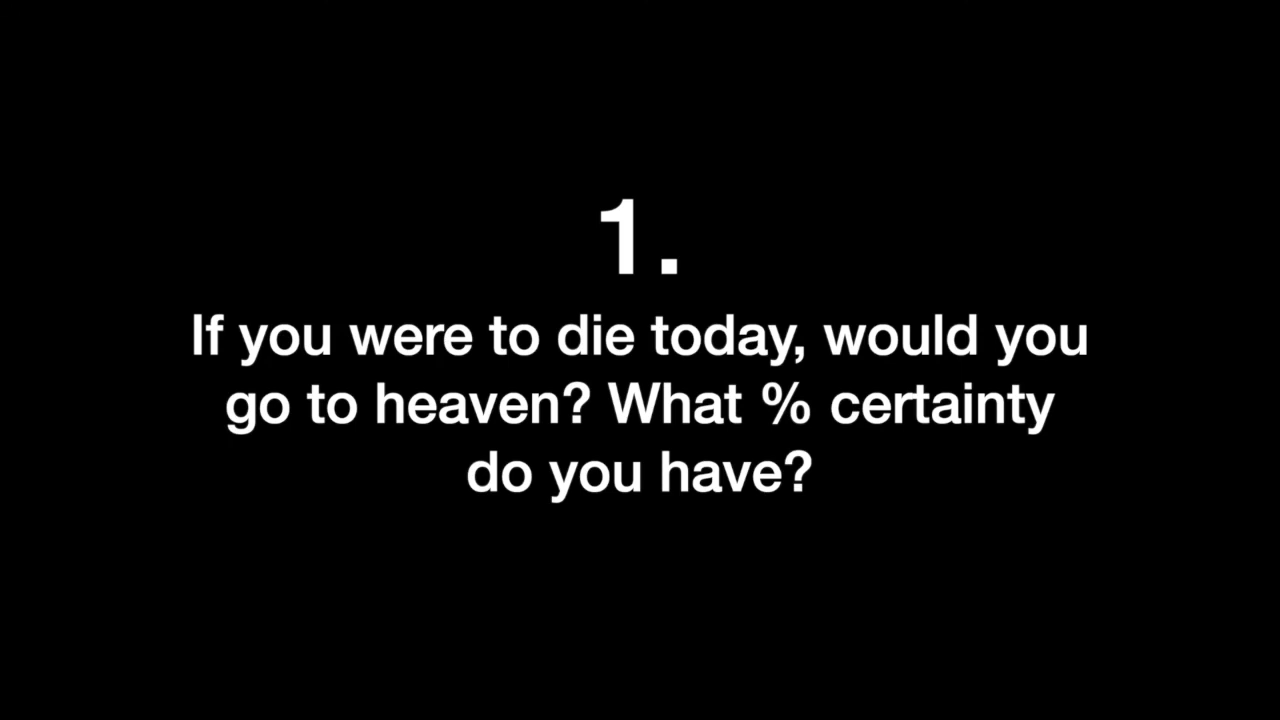 1.
If you were to die today, would you
go to heaven? What % certainty
do you have?